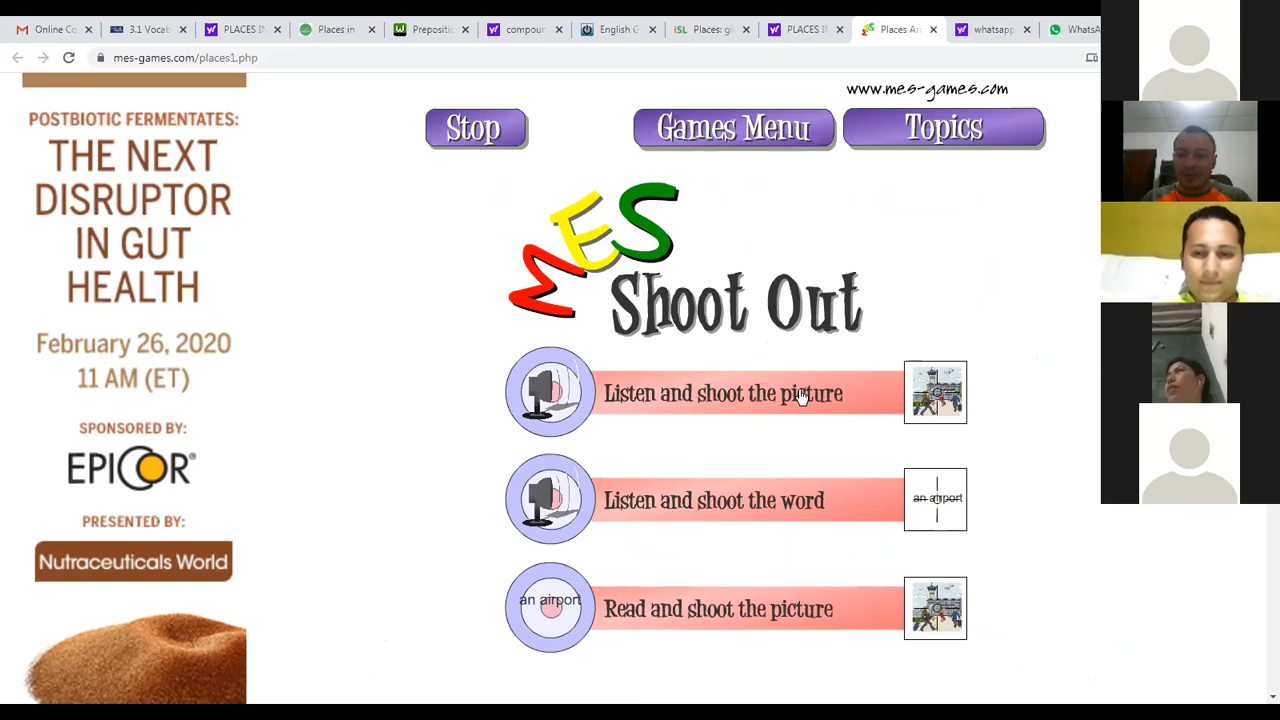 Online Cy
3.1 Vocab
PLACES I
Places in
Prepositic
compour
English G
iSL
Places: gi
PLACES I
Places Ar
whatsapp
WhatsA
mes-games.com/places1.php
POSTBIOTIC FERMENTATES:
THE NEXT
DISRUPTOR
IN GUT
HEALTH
February 26, 2020
11 AM (ET)
SPONSORED BY:
EPICOR
PRESENTED BY:
Nutraceuticals World
www.mes-games.com
Stop
Games Menu
Topics
MES
Shoot Out
Listen and shoot the picture
Listen and shoot the word
an airport
an airport
Read and shoot the picture